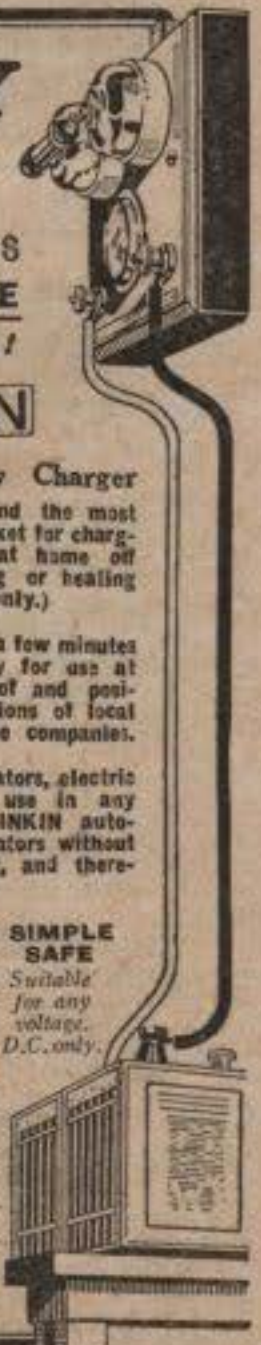 S
E
!
N
y Charger
nd the most
ket for charg-
at home off
g or heating
only.)
a few minutes
y for use at
of and posi-
ions of local
e companies.
ators, electric
use in any
INKIN auto-
ators without
, and there-
SIMPLE
SAFE
Suitable
for any
voltage.
D.C. only.